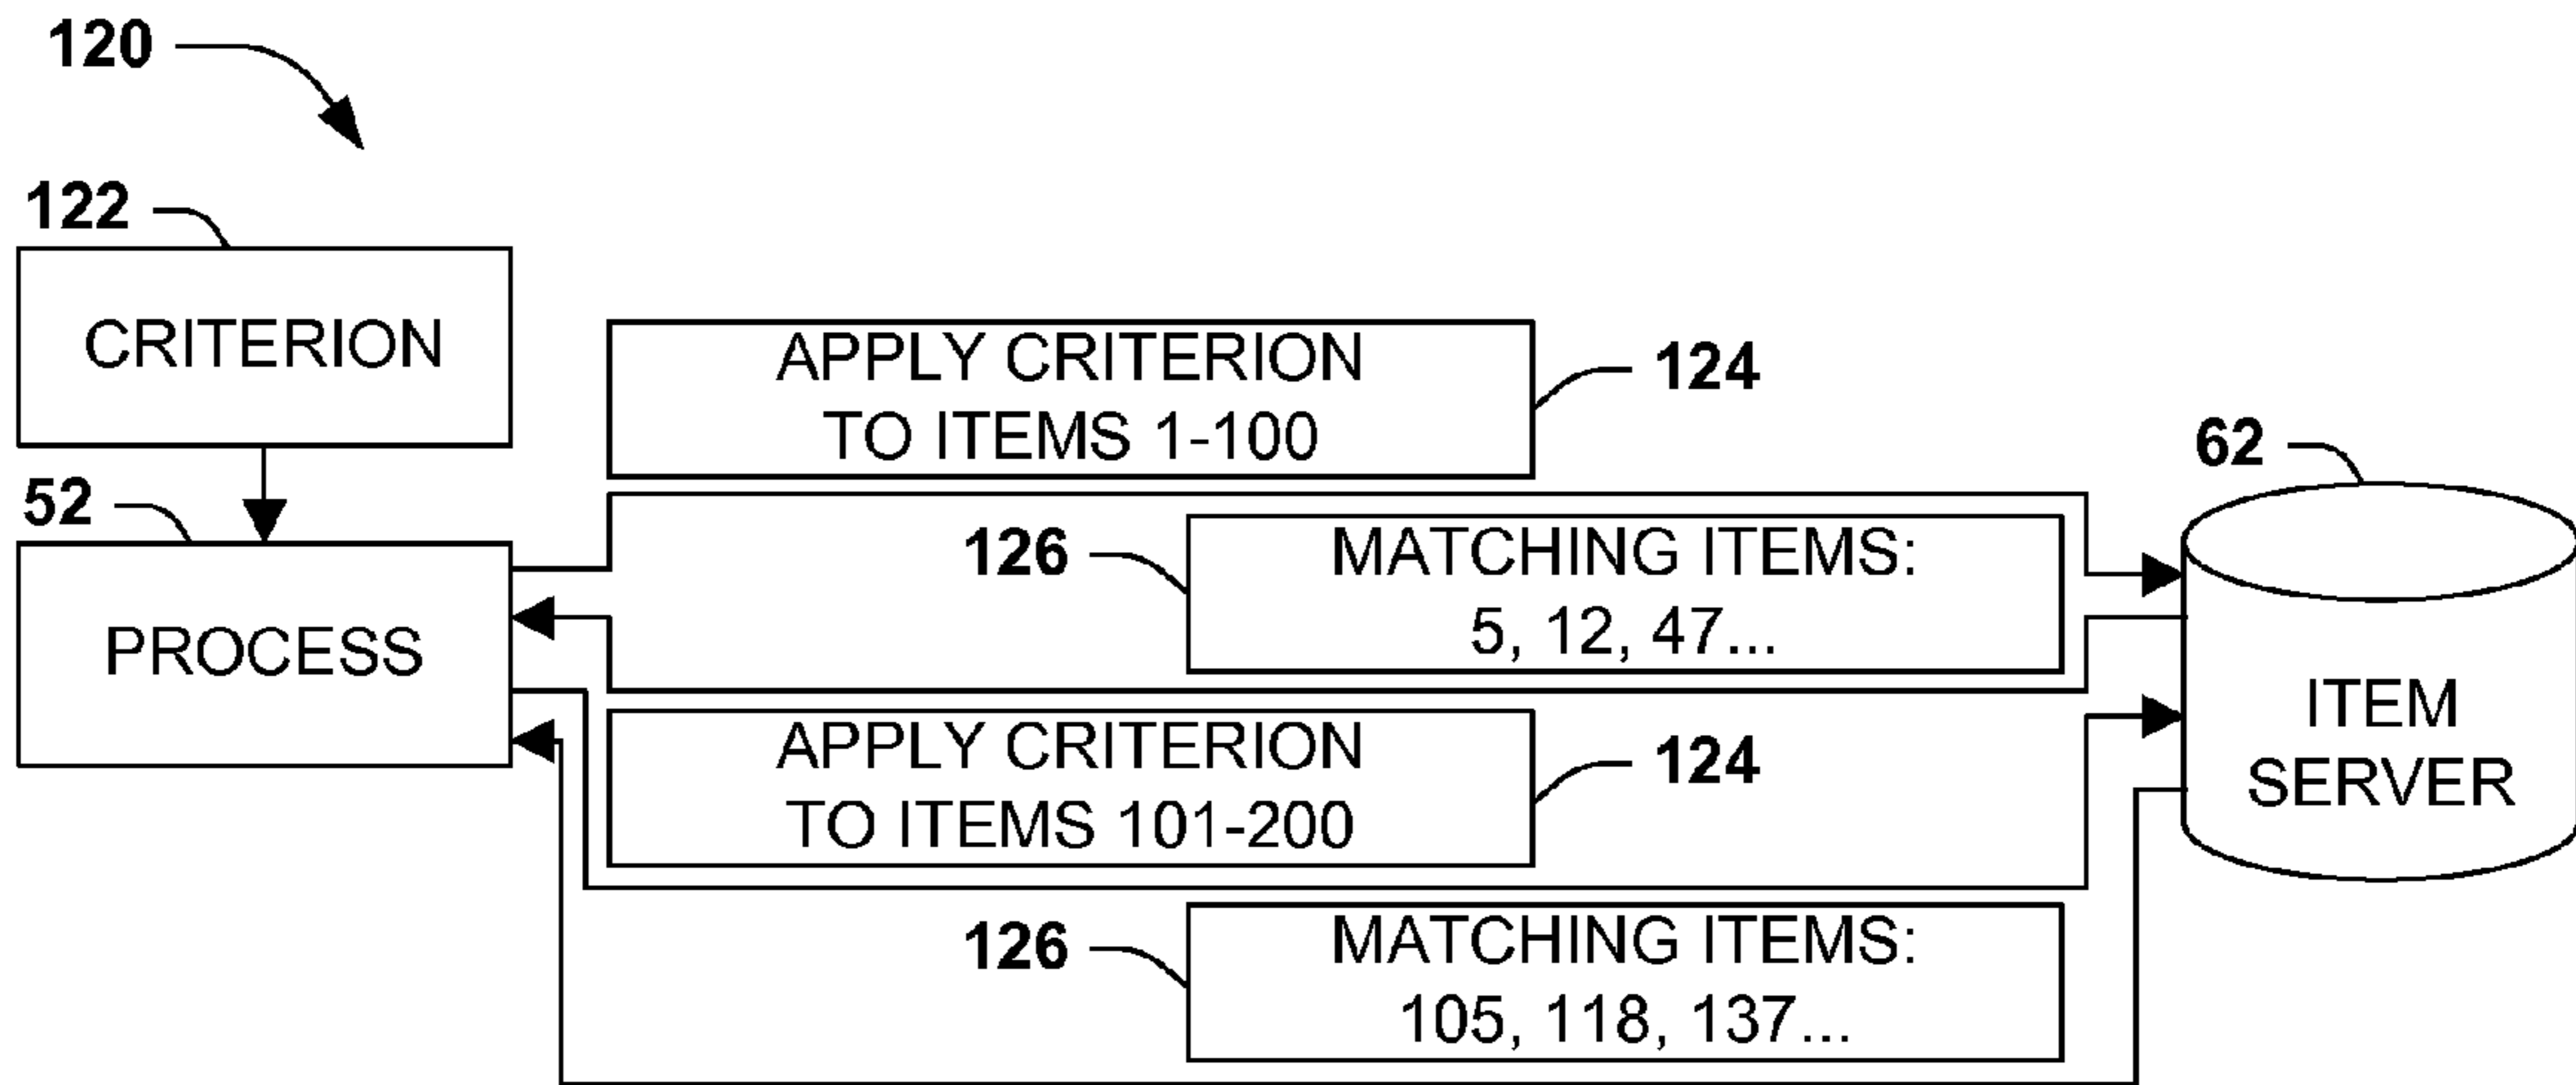 120
122
CRITERION
APPLY CRITERION
TO ITEMS 1-100
124
62
52
126
MATCHING ITEMS:
5, 12, 47...
PROCESS
ITEM
SERVER
APPLY CRITERION
TO ITEMS 101-200
124
126
MATCHING ITEMS:
105, 118, 137...